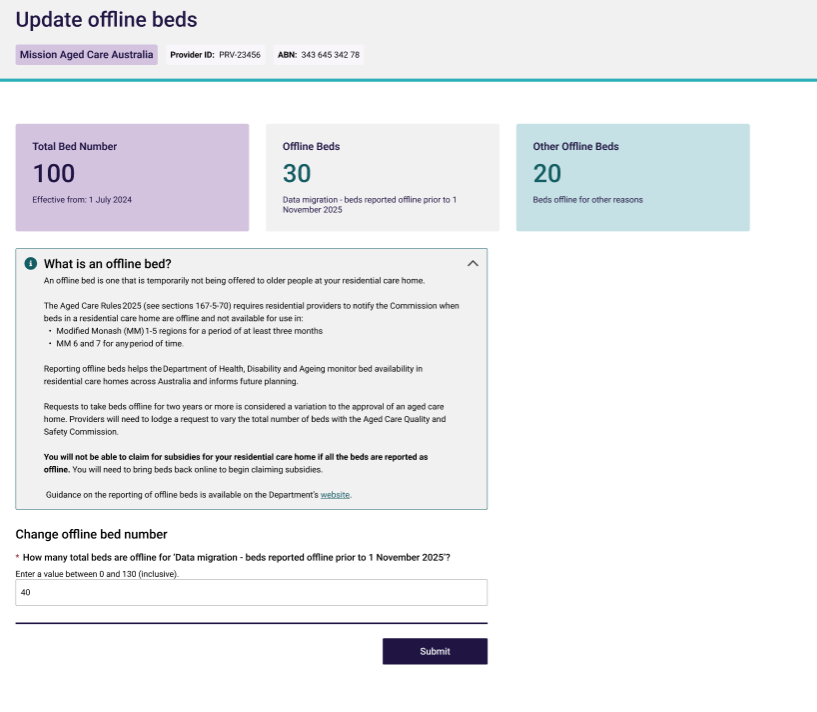 Update offline beds
Mission Aged Care Australia Provider ID: PRV-23456 ABN: 343 645 342 78
Total Bed Number
100
Effective from: 1 July 2024
Offline Beds
30
Data migration - beds reported offline prior to 1
November 2025
Other Offline Beds
20
Beds offline for other reasons
What is an offline bed?
An offline bed is one that is temporarily not being offered to older people at your residential care home.
The Aged Care Rules 2025 (see sections 167-5-70) requires residential providers to notify the Commission when
beds in a residential care home are offline and not available for use in:
• Modified Monash (MM) 1-5 regions for a period of at least three months
• MM 6 and 7 for any period of time.
Reporting offline beds helps the Department of Health, Disability and Ageing monitor bed availability in
residential care homes across Australia and informs future planning.
Requests to take beds offline for two years or more is considered a variation to the approval of an aged care
home. Providers will need to lodge a request to vary the total number of beds with the Aged Care Quality and
Safety Commission.
You will not be able to claim for subsidies for your residential care home if all the beds are reported as
offline. You will need to bring beds back online to begin claiming subsidies.
Guidance on the reporting of offline beds is available on the Department's website.
Change offline bed number
* How many total beds are offline for 'Data migration - beds reported offline prior to 1 November 2025'?
Enter a value between 0 and 130 (inclusive).
40
Submit